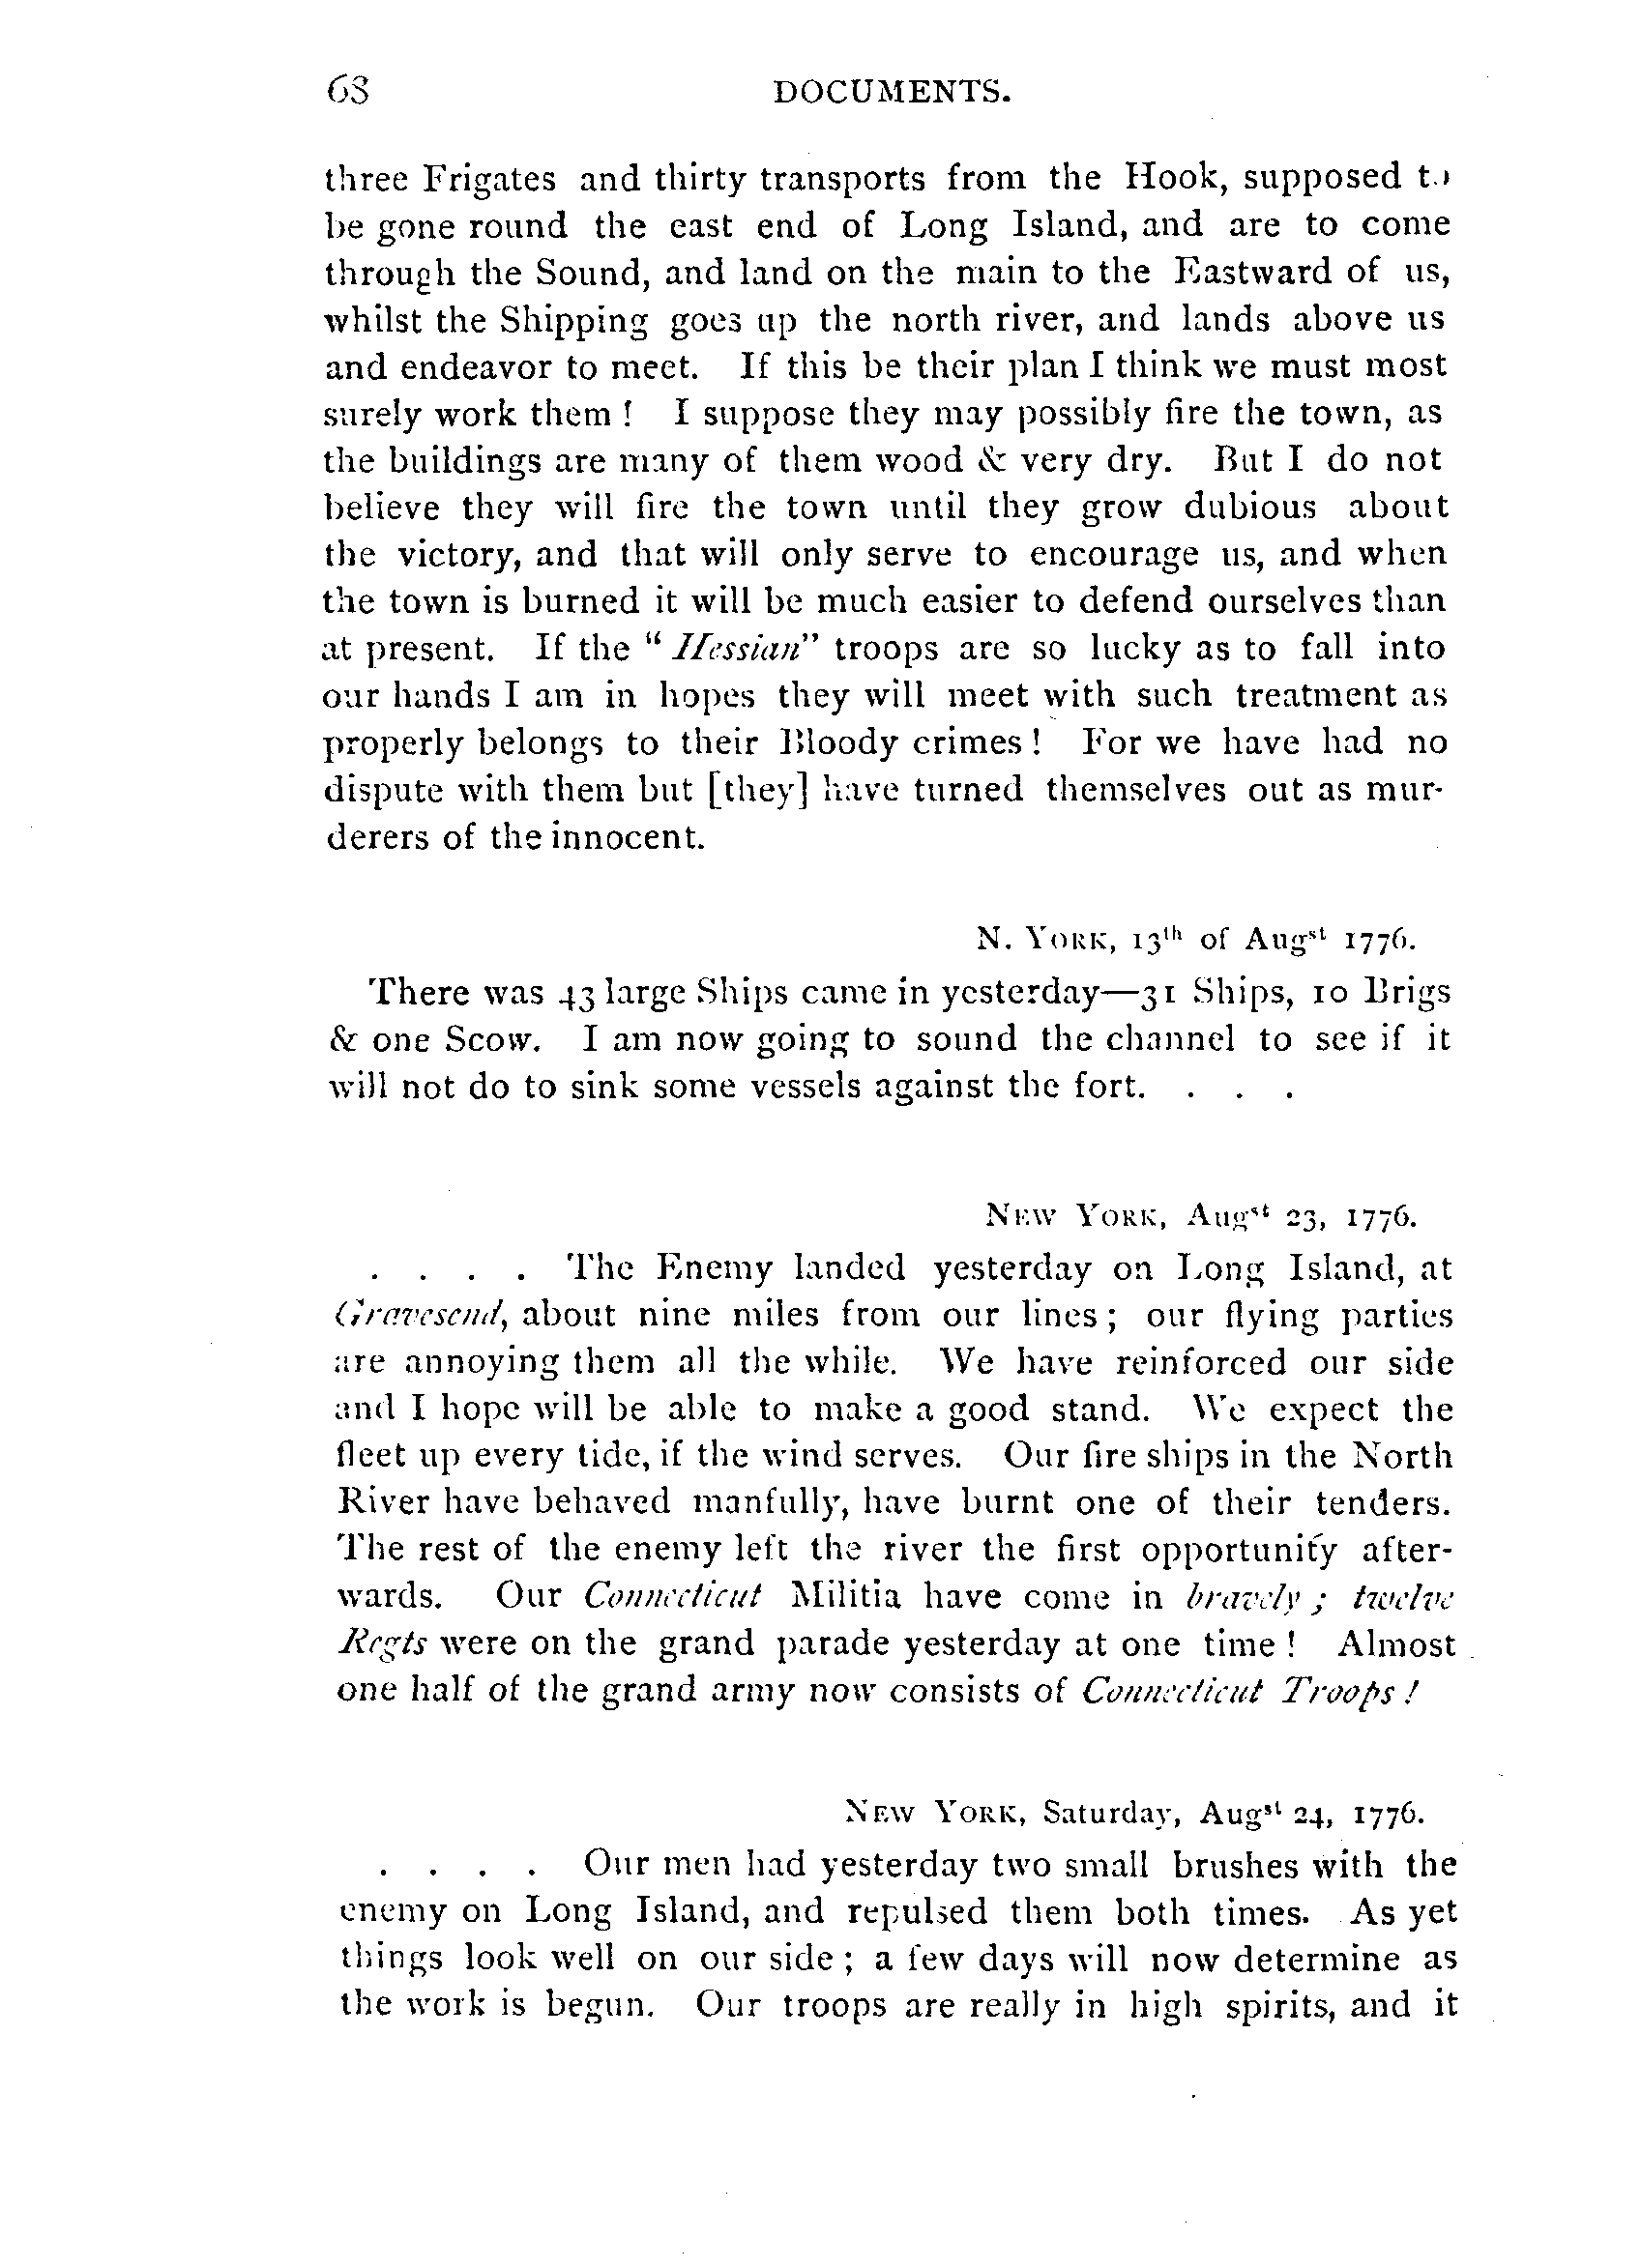 68 DOCUMENTS.
three Frigates and thirty transports from the Hook, supposed to
be gone round the east end of Long Island, and are to come
through the Sound, and land on the main to the Eastward of us,
whilst the Shipping goes up the north river, and lands above us
and endeavor to meet. If this be their plan I think we must most
surely work them ! I suppose they may possibly fire the town, as
the buildings are many of them wood & very dry. But I do not
believe they will fire the town until they grow dubious about
the victory, and that will only serve to encourage us, and when
the town is burned it will be much easier to defend ourselves than
at present. If the "Hessian" troops are so lucky as to fall into
our hands I am in hopes they will meet with such treatment as
properly belongs to their Bloody crimes ! For we have had no
dispute with them but [they] have turned themselves out as mur-
derers of the innocent.
N. YORK, 13th of Augst 1776.
There was 43 large Ships came in yesterday—31 Ships, 10 Brigs
& one Scow. I am now going to sound the channel to see if it
will not do to sink some vessels against the fort. . . .
NEW YORK, Augst 23, 1776.
. . . . The Enemy landed yesterday on Long Island, at
Gravesend, about nine miles from our lines ; our flying parties
are annoying them all the while. We have reinforced our side
and I hope will be able to make a good stand. We expect the
fleet up every tide, if the wind serves. Our fire ships in the North
River have behaved manfully, have burnt one of their tenders.
The rest of the enemy left the river the first opportunity after-
wards. Our Connecticut Militia have come in bravely ; twelve
Regts were on the grand parade yesterday at one time ! Almost
one half of the grand army now consists of Connecticut Troops !
NEW YORK, Saturday, Augst 24, 1776.
. . . . Our men had yesterday two small brushes with the
enemy on Long Island, and repulsed them both times. As yet
things look well on our side ; a few days will now determine as
the work is begun. Our troops are really in high spirits, and it